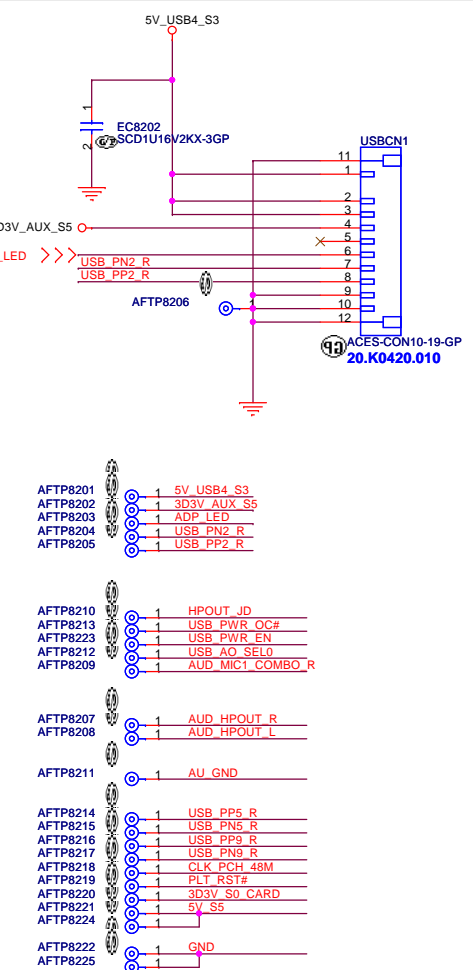 5V_USB4_S3
1
EC8202
SCD1U16V2KX-3GP
2
USBCN1
11
1
2
3
D3V_AUX_S5
4
5
_LED
6
USB_PN2_R
7
USB_PP2_R
8
9
AFTP8206
1
10
12
ACES-CON10-19-GP
20.K0420.010
AFTP8201 1 5V_USB4_S3
AFTP8202 1 3D3V_AUX_S5
AFTP8203 1 ADP_LED
AFTP8204 1 USB_PN2_R
AFTP8205 1 USB_PP2_R
AFTP8210 1 HPOUT_JD
AFTP8213 1 USB_PWR_OC#
AFTP8223 1 USB_PWR_EN
AFTP8212 1 USB_AO_SEL0
AFTP8209 1 AUD_MIC1_COMBO_R
AFTP8207 1 AUD_HPOUT_R
AFTP8208 1 AUD_HPOUT_L
AFTP8211 1 AU_GND
AFTP8214 1 USB_PP5_R
AFTP8215 1 USB_PN5_R
AFTP8216 1 USB_PP9_R
AFTP8217 1 USB_PN9_R
AFTP8218 1 CLK_PCH_48M
AFTP8219 1 PLT_RST#
AFTP8220 1 3D3V_S0_CARD
AFTP8221 1 5V_S5
AFTP8224 1
AFTP8222 1 GND
AFTP8225 1